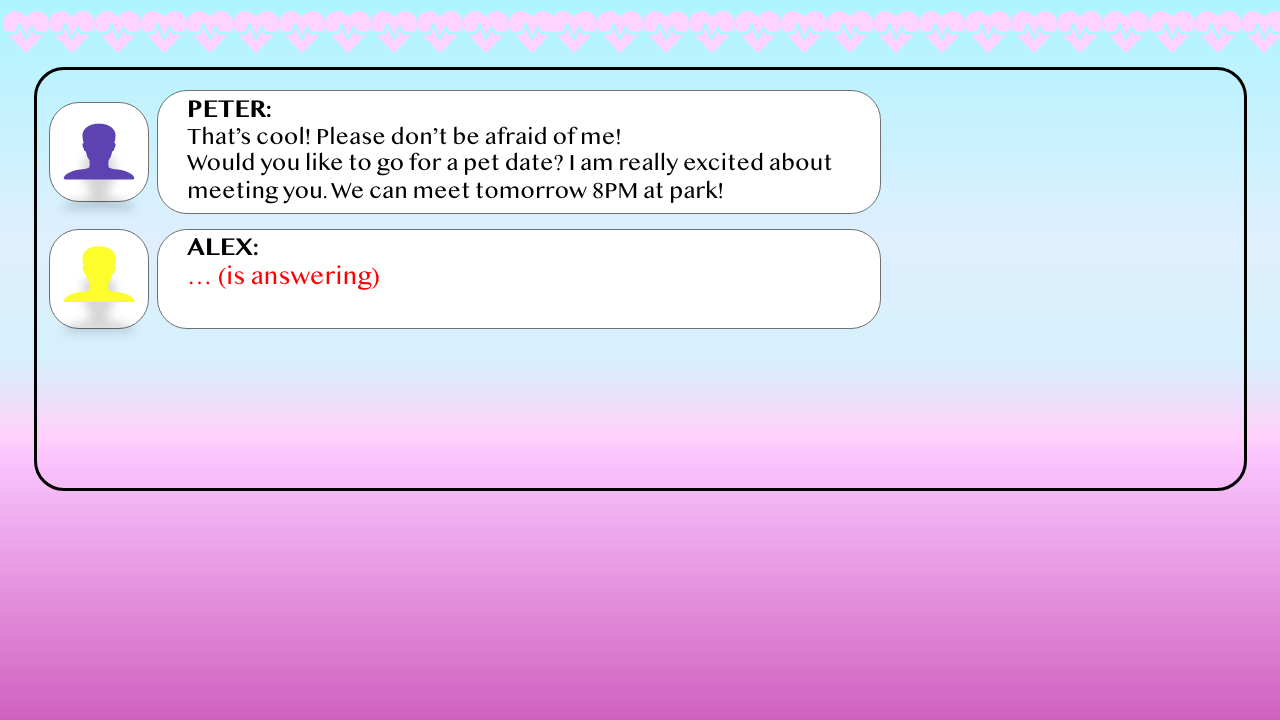 PETER:
That’s cool! Please don’t be afraid of me!
Would you like to go for a pet date? I am really excited about
meeting you. We can meet tomorrow 8PM at park!
ALEX:
… (is answering)